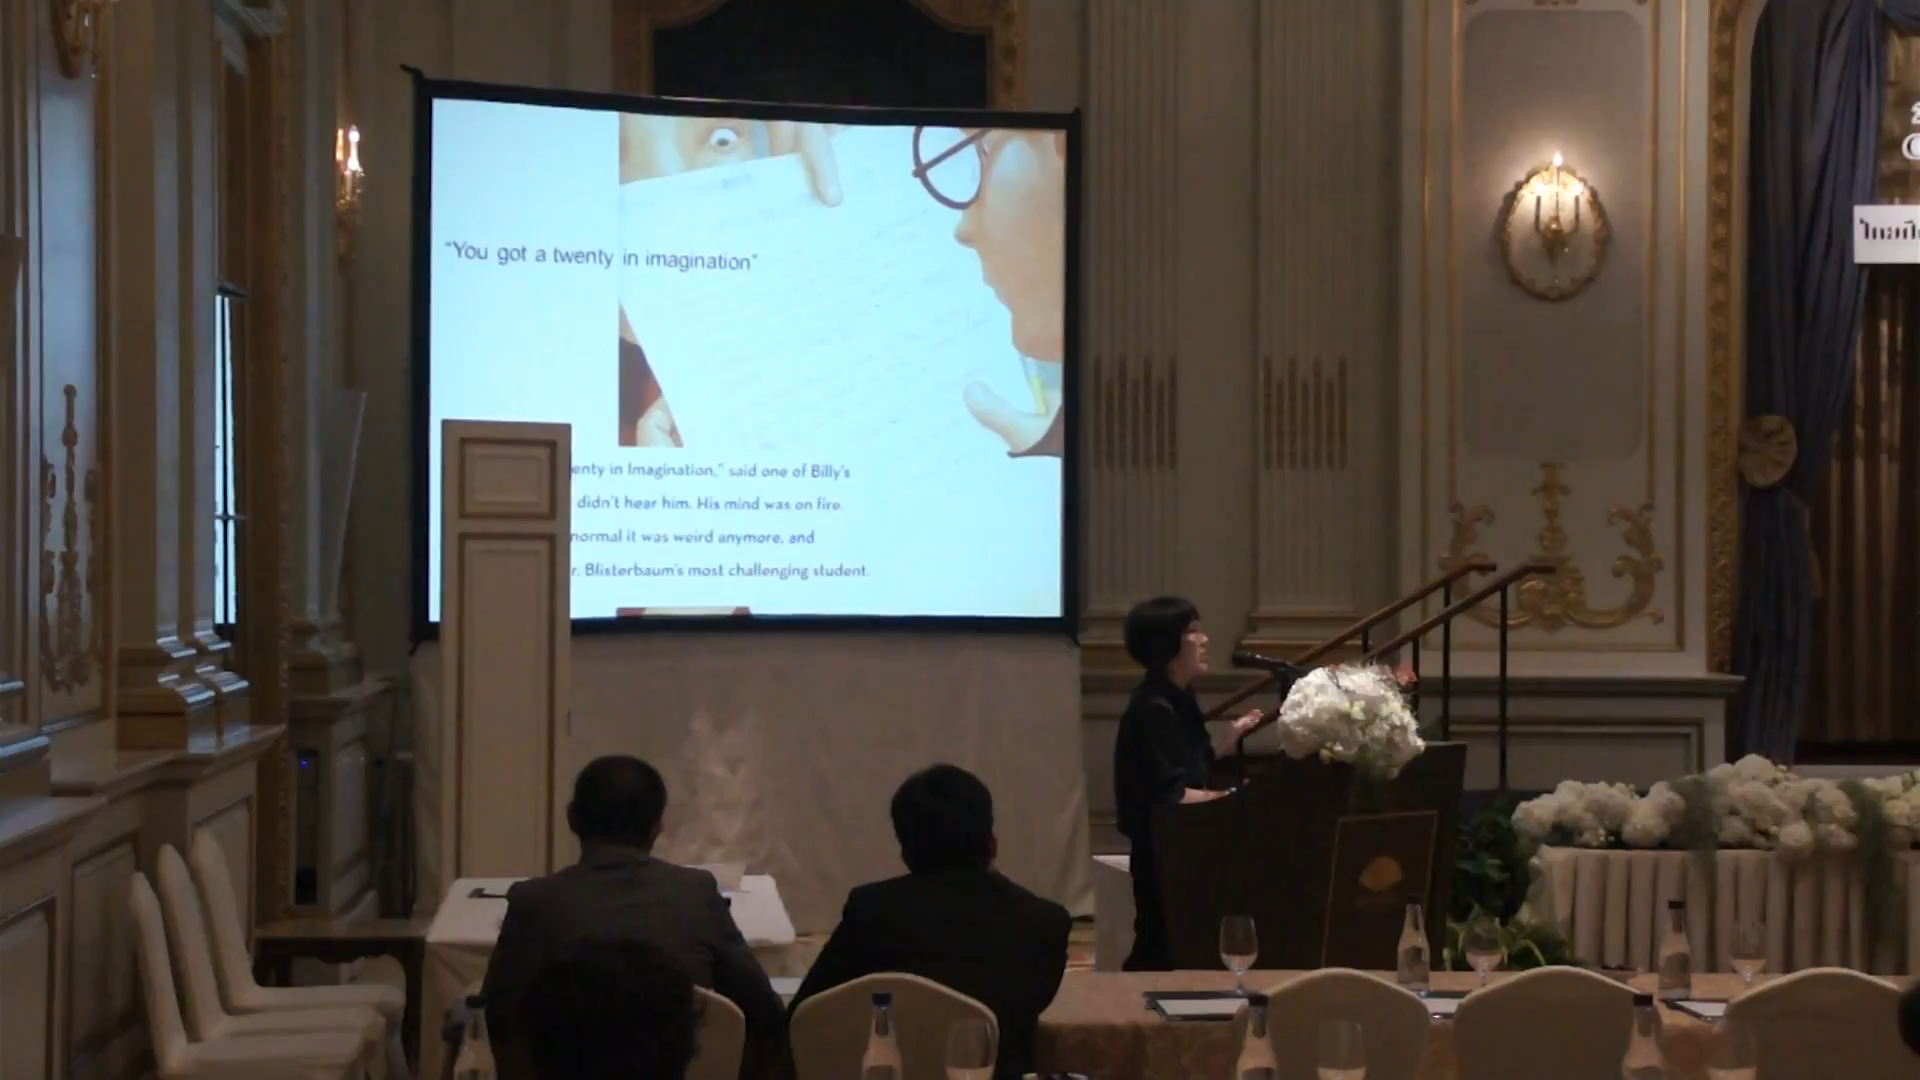 "You got a twenty in imagination"
enty in Imagination," said one of Billy's
didn't hear him. His mind was on fire.
normal it was weird anymore, and
r. Blisterbaum's most challenging student.